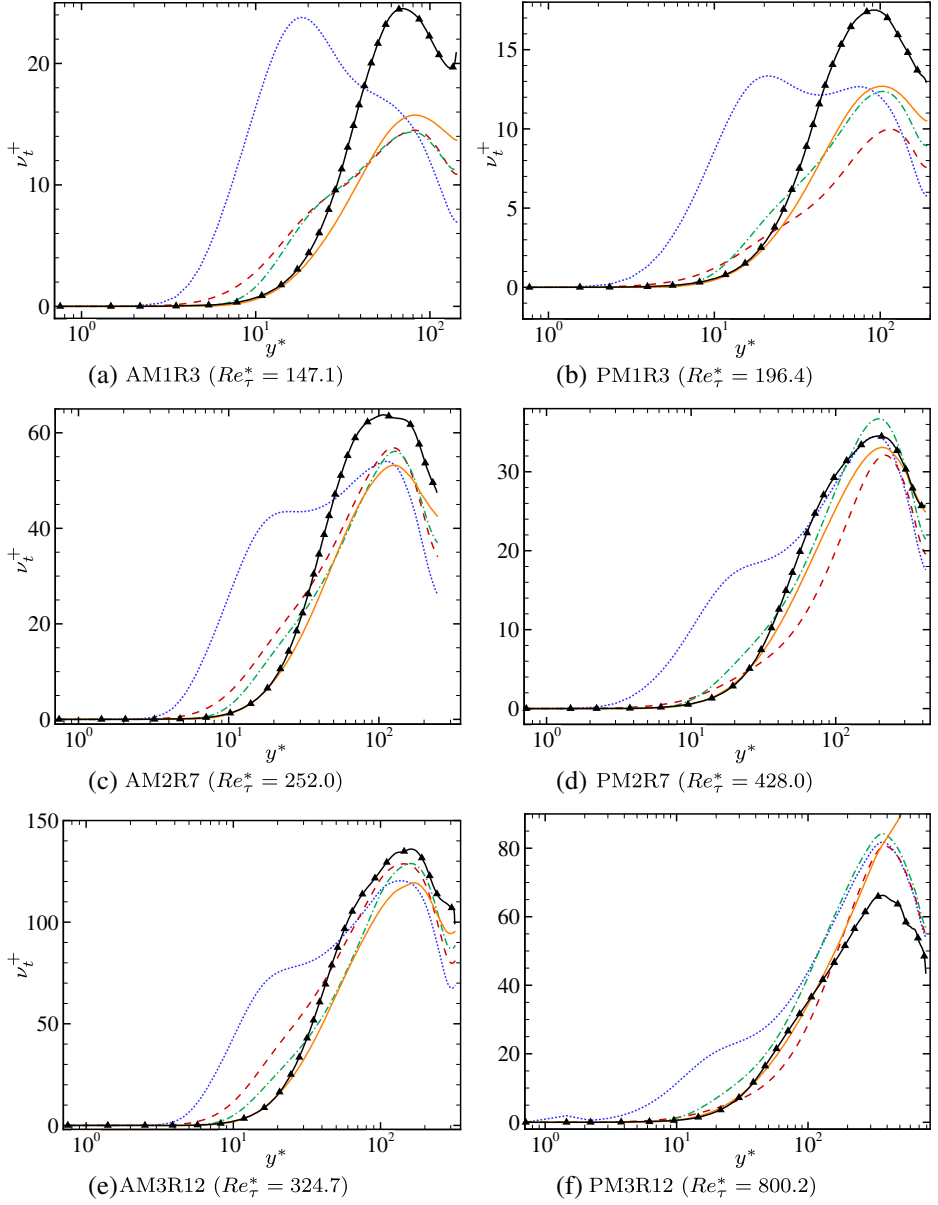 ν_t^+
20
10
0
10^0
10^1
10^2
y*
(a) AM1R3 (Re_τ^* = 147.1)
ν_t^+
15
10
5
0
10^0
10^1
10^2
y*
(b) PM1R3 (Re_τ^* = 196.4)
ν_t^+
60
40
20
0
10^0
10^1
10^2
y*
(c) AM2R7 (Re_τ^* = 252.0)
ν_t^+
30
20
10
0
10^0
10^1
10^2
y*
(d) PM2R7 (Re_τ^* = 428.0)
ν_t^+
150
100
50
0
10^0
10^1
10^2
y*
(e) AM3R12 (Re_τ^* = 324.7)
80
60
40
20
0
10^0
10^1
10^2
y*
(f) PM3R12 (Re_τ^* = 800.2)